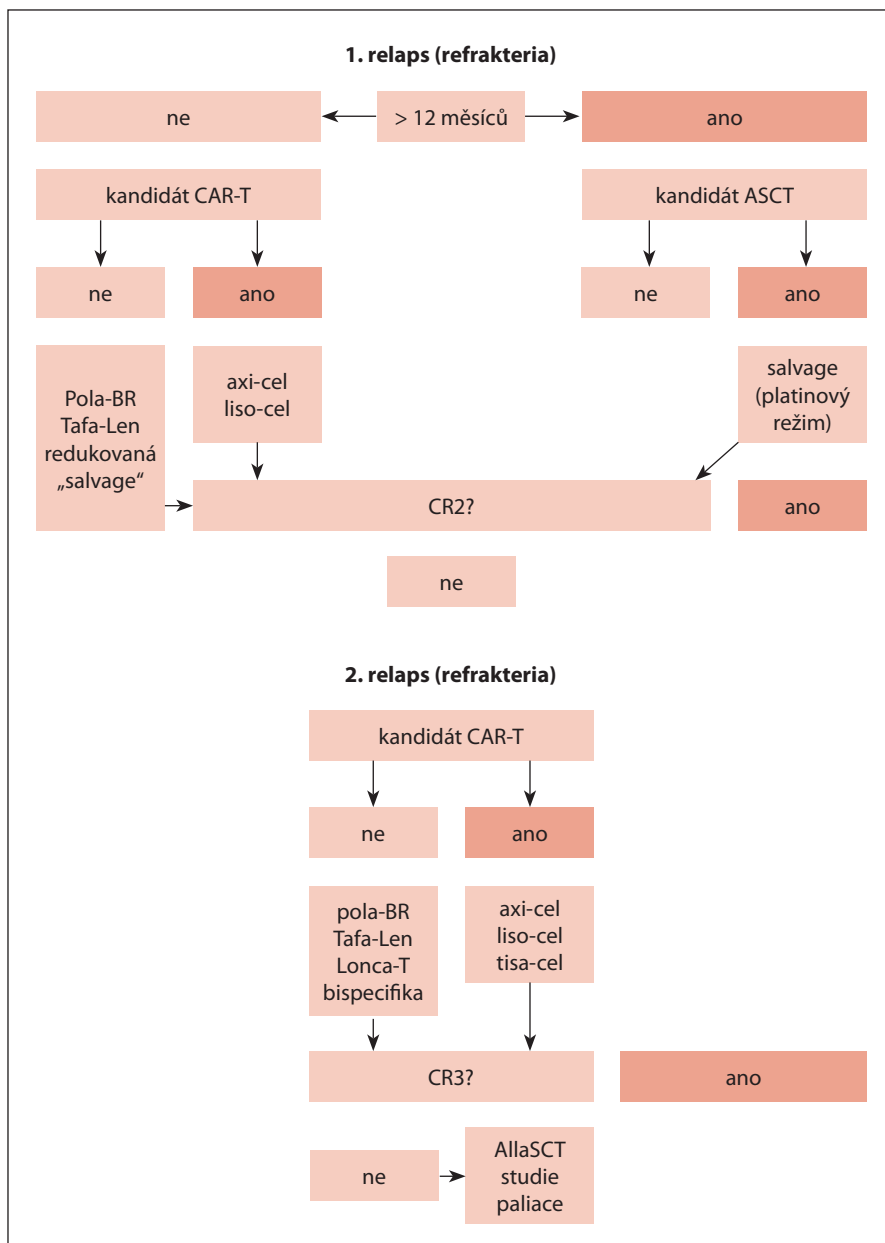 1. relaps (refrakteria)
ne
> 12 měsíců
ano
kandidát CAR-T
kandidát ASCT
ne
ano
ne
ano
Pola-BR
Tafa-Len
redukovaná
„salvage“
axi-cel
liso-cel
salvage
(platinový
režim)
CR2?
ano
ne
2. relaps (refrakteria)
kandidát CAR-T
ne
ano
pola-BR
Tafa-Len
Lonca-T
bispecifika
axi-cel
liso-cel
tisa-cel
CR3?
ano
ne
AllaSCT
studie
paliace